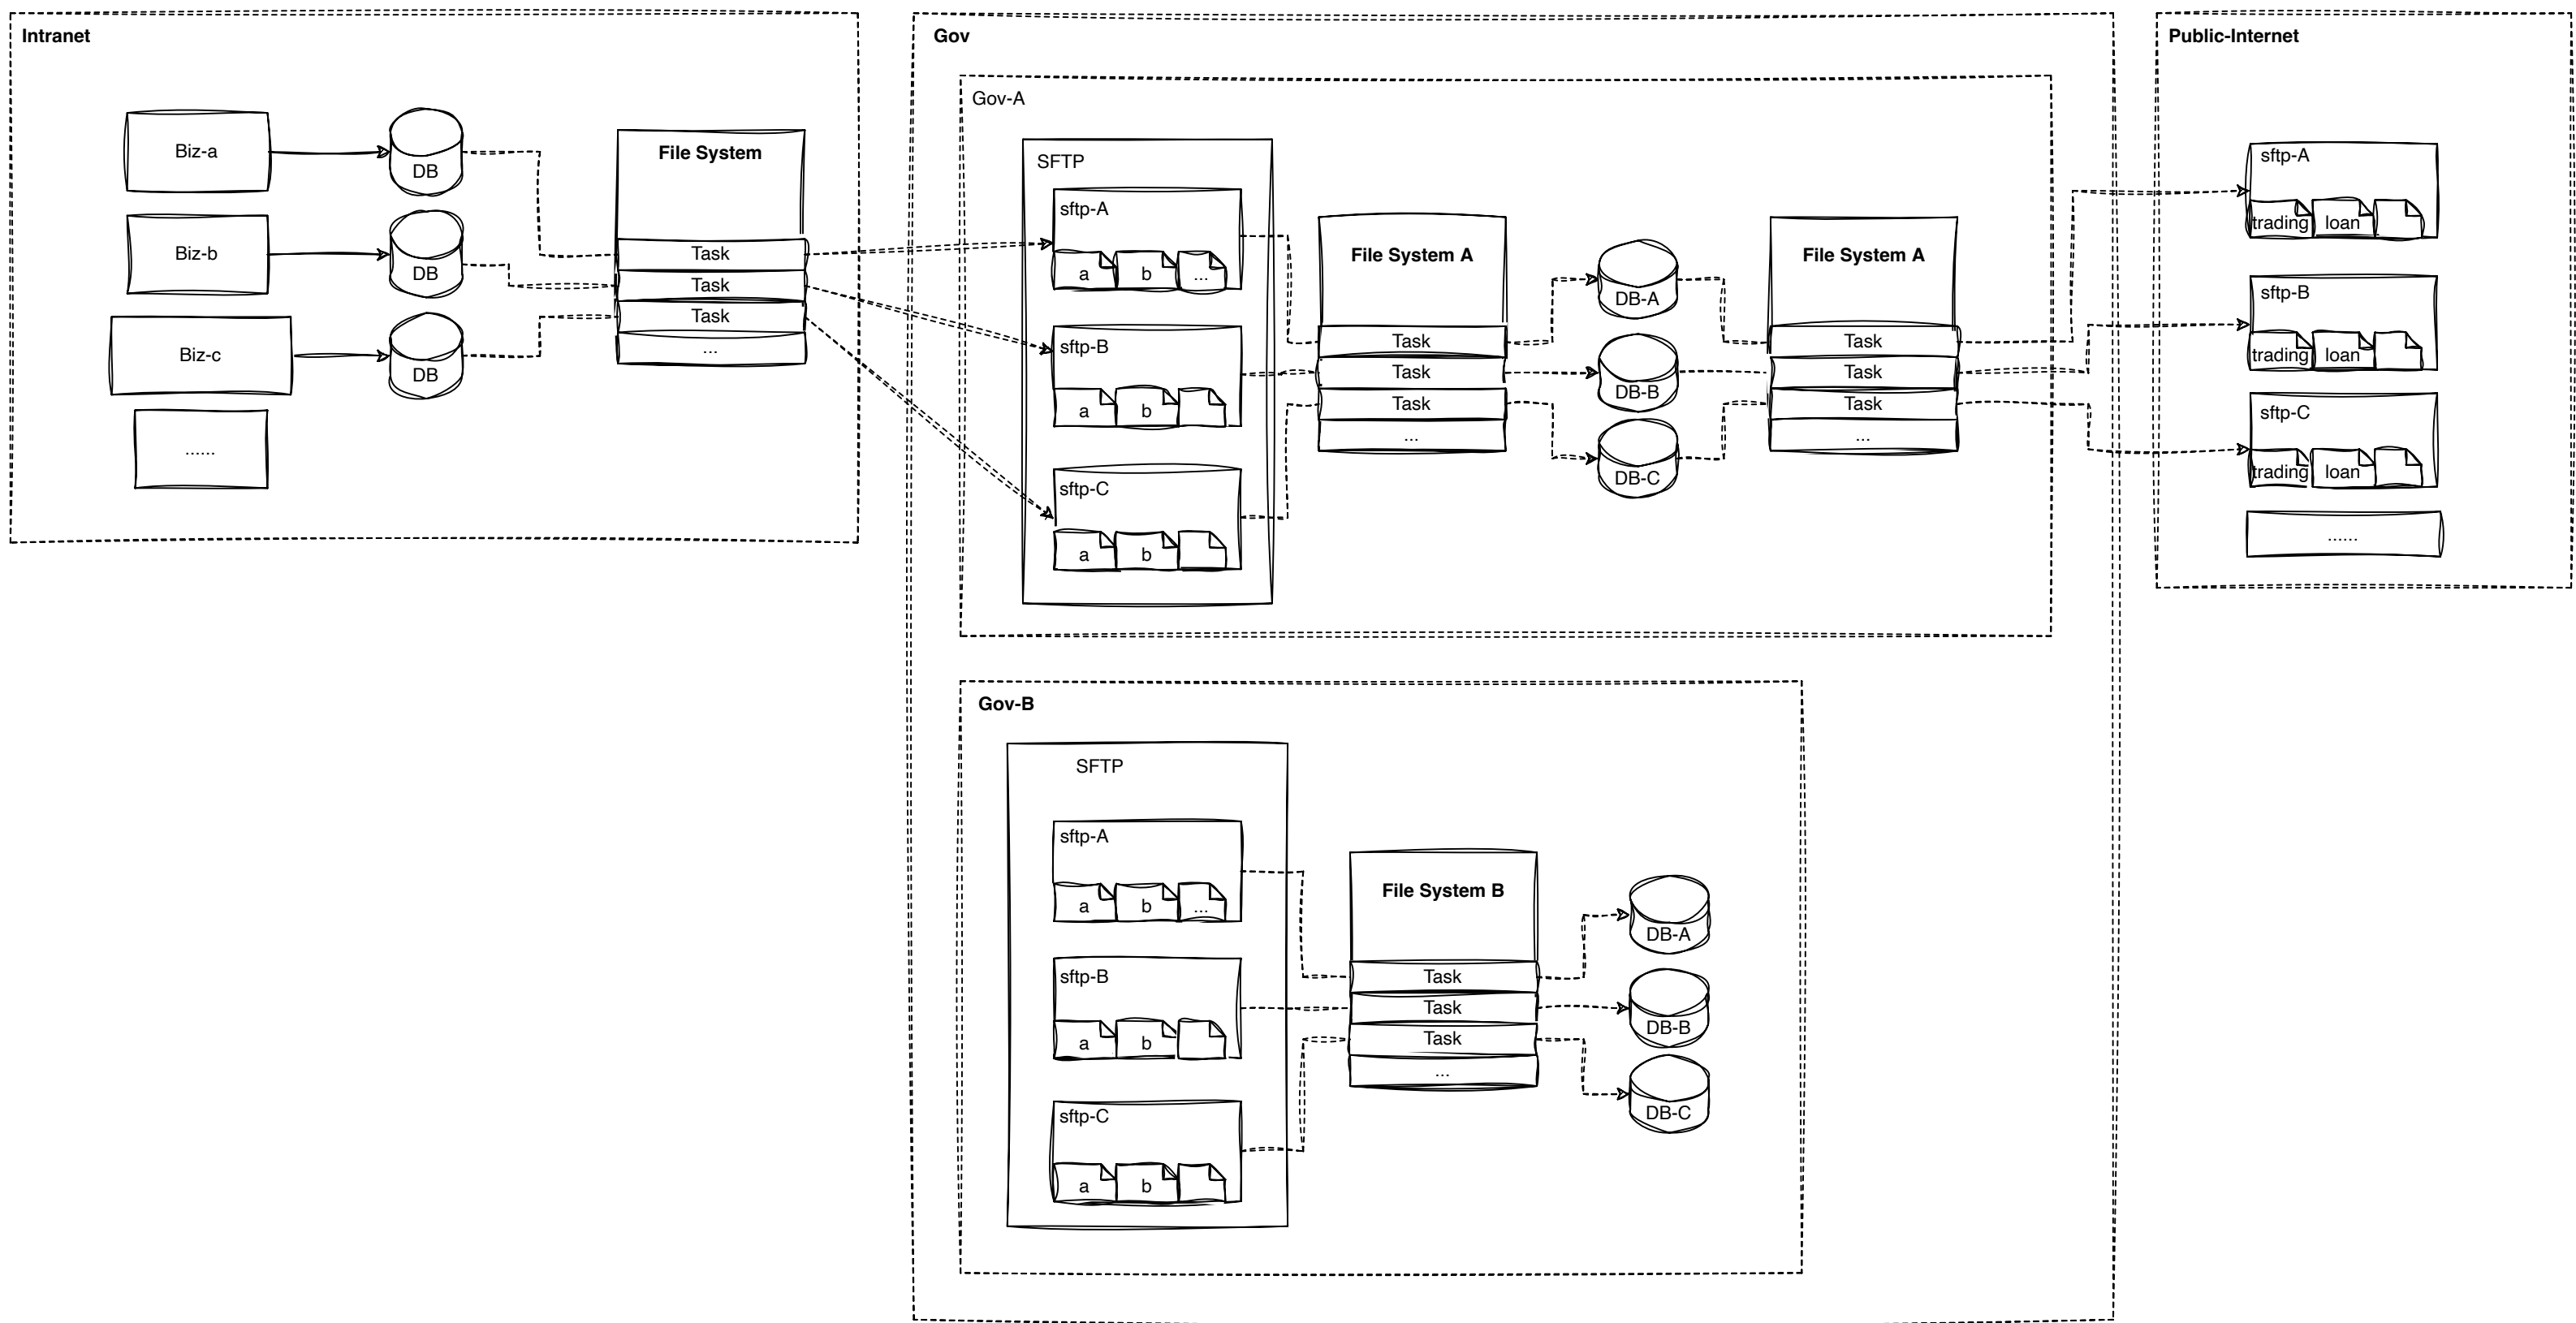 Intranet
Biz-a
DB
Biz-b
DB
Biz-c
DB
......
File System
Task
Task
Task
...
Gov
Gov-A
SFTP
sftp-A
a
b
...
sftp-B
a
b
sftp-C
a
b
File System A
Task
Task
Task
...
DB-A
DB-B
DB-C
File System A
Task
Task
Task
...
Public-Internet
sftp-A
trading
loan
sftp-B
trading
loan
sftp-C
trading
loan
......
Gov-B
SFTP
sftp-A
a
b
...
sftp-B
a
b
sftp-C
a
b
File System B
Task
Task
Task
...
DB-A
DB-B
DB-C